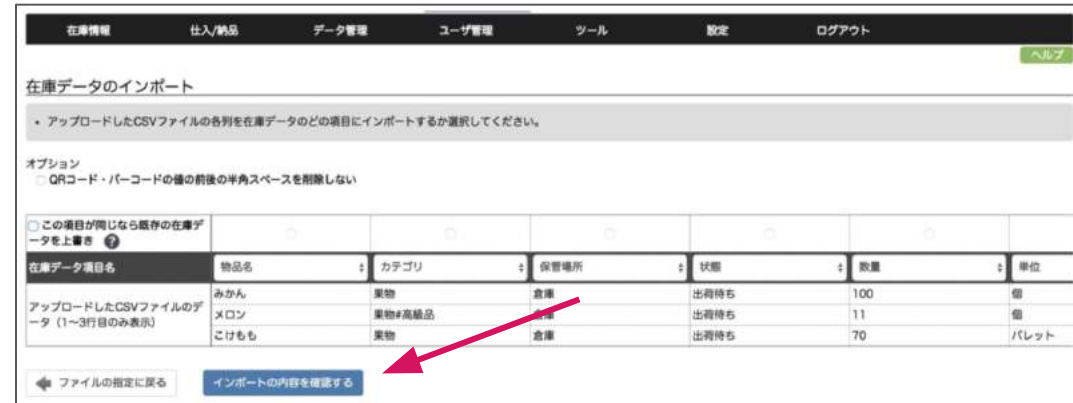 在庫情報 仕入/納品 データ管理 ユーザ管理 ツール 設定 ログアウト
ヘルプ
在庫データのインポート
・ アップロードしたCSVファイルの各列を在庫データのどの項目にインポートするか選択してください。
オプション
QRコード・バーコードの値の前後の半角スペースを削除しない
この項目が同じなら既存の在庫デ
ータを上書き ?
在庫データ項目名 物品名 カテゴリ 保管場所 状態 数量 単位
アップロードしたCSVファイルのデ
ータ（1〜3行目のみ表示）
みかん 果物 倉庫 出荷待ち 100 個
メロン 果物#高級品 倉庫 出荷待ち 11 個
こけもも 果物 倉庫 出荷待ち 70 パレット
ファイルの指定に戻る インポートの内容を確認する